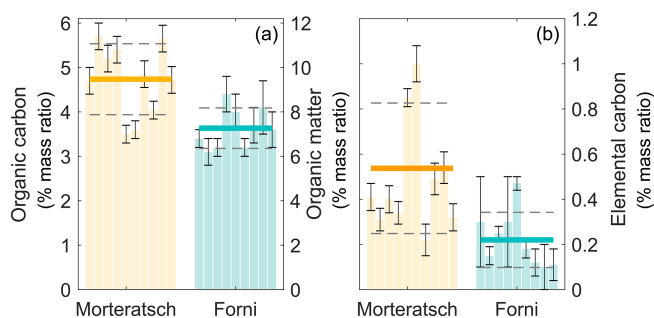 (a)
6
5
4
3
2
1
0
Organic carbon
(% mass ratio)
12
10
8
6
4
2
0
Organic matter
(% mass ratio)
Morteratsch
Forni
(b)
1.2
1
0.8
0.6
0.4
0.2
0
Elemental carbon
(% mass ratio)
Morteratsch
Forni